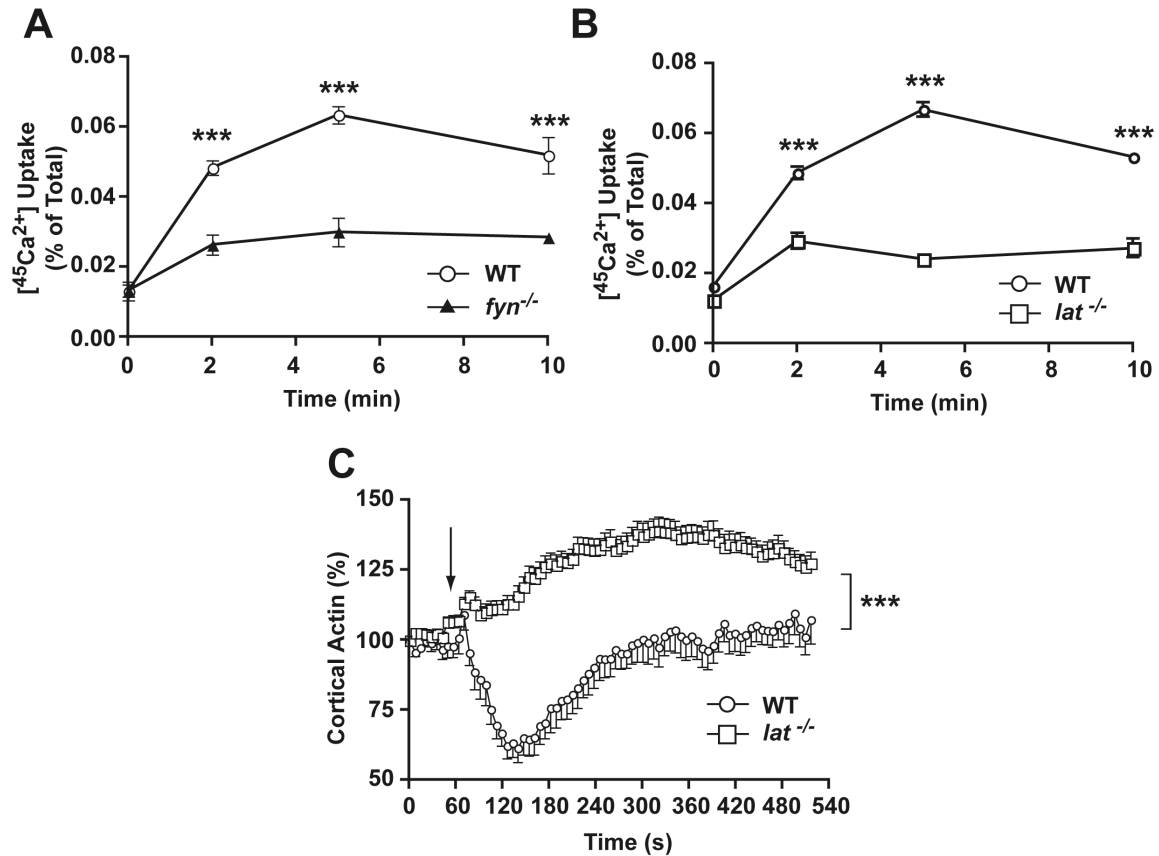 A
[⁴⁵Ca²⁺] Uptake
(% of Total)
0.08
0.06
0.04
0.02
0.00
***
***
***
WT
fyn⁻/⁻
0 2 4 6 8 10
Time (min)
B
[⁴⁵Ca²⁺] Uptake
(% of Total)
0.08
0.06
0.04
0.02
0.00
***
***
***
WT
lat ⁻/⁻
0 2 4 6 8 10
Time (min)
C
Cortical Actin (%)
150
125
100
75
50
***
WT
lat ⁻/⁻
0 60 120 180 240 300 360 420 480 540
Time (s)